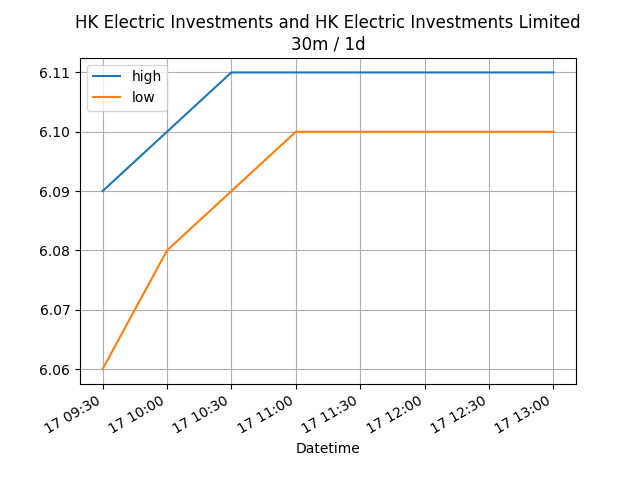 HK Electric Investments and HK Electric Investments Limited
30m / 1d
high
low
6.11
6.10
6.09
6.08
6.07
6.06
17 09:30
17 10:00
17 10:30
17 11:00
17 11:30
17 12:00
17 12:30
17 13:00
Datetime